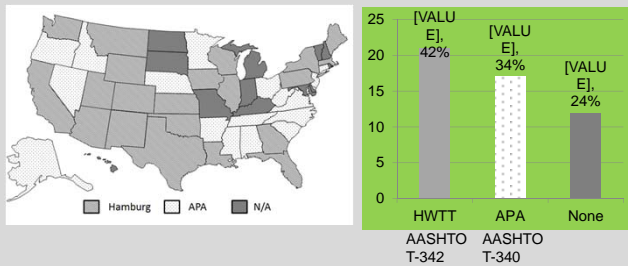 Hamburg APA N/A
25
20
15
10
5
0
[VALU
E],
42%
[VALU
E],
34%
[VALU
E],
24%
HWTT APA None
AASHTO AASHTO
T-342 T-340